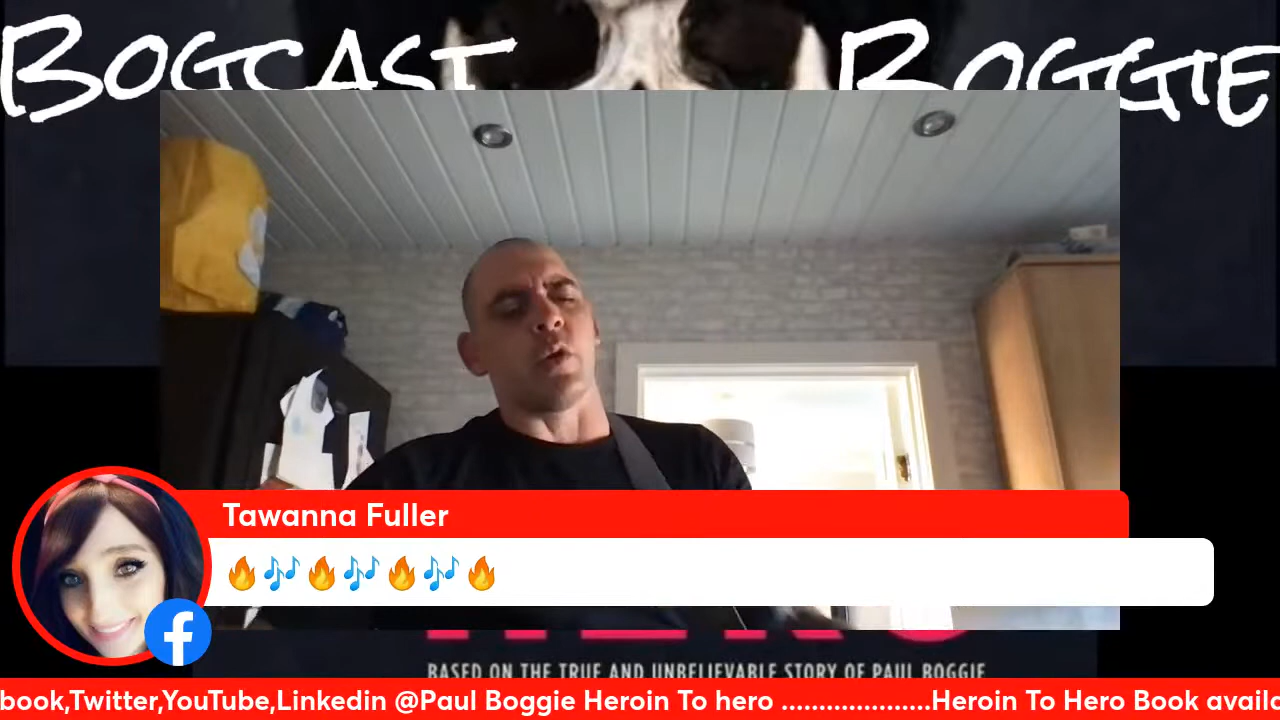 BOGCAST BOGGIE
Tawanna Fuller
🔥🎶🔥🎶🔥🎶🔥
HERO
BASED ON THE TRUE AND UNBELIEVABLE STORY OF PAUL BOGGIE
book,Twitter,YouTube,Linkedin @Paul Boggie Heroin To hero ....................Heroin To Hero Book availa